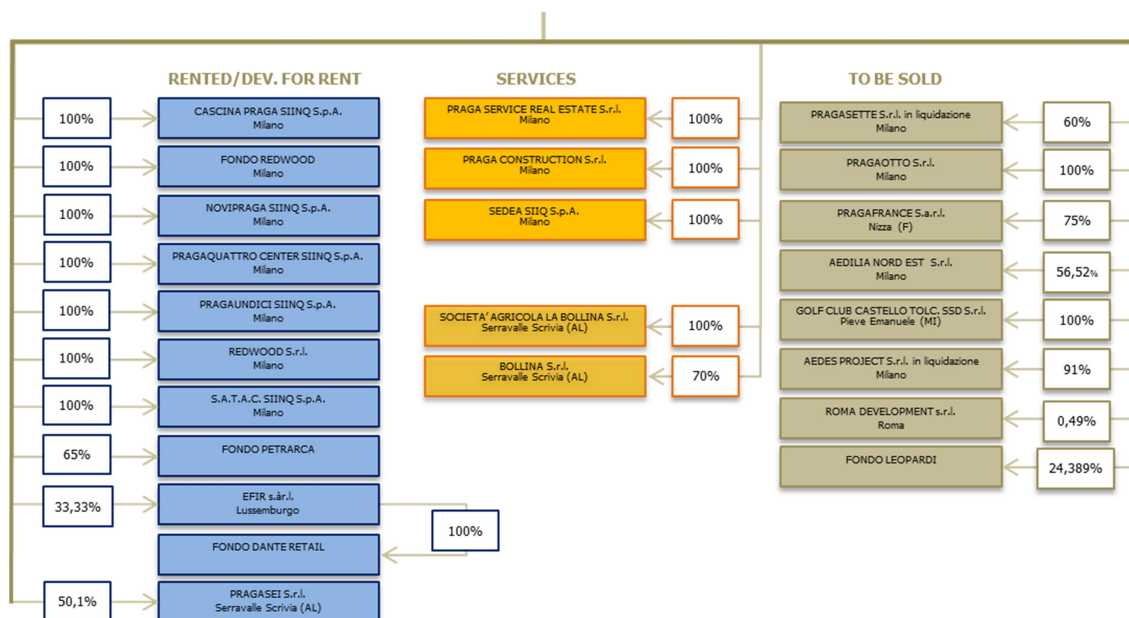 RENTED/DEV. FOR RENT
100%
CASCINA PRAGA SIINQ S.p.A.
Milano
100%
FONDO REDWOOD
Milano
100%
NOVIPRAGA SIINQ S.p.A.
Milano
100%
PRAGAQUATTRO CENTER SIINQ S.p.A.
Milano
100%
PRAGAUNDICI SIINQ S.p.A.
Milano
100%
REDWOOD S.r.l.
Milano
100%
S.A.T.A.C. SIINQ S.p.A.
Milano
65%
FONDO PETRARCA
33,33%
EFIR s.àr.l.
Lussemburgo
100%
FONDO DANTE RETAIL
50,1%
PRAGASEI S.r.l.
Serravalle Scrivia (AL)
SERVICES
PRAGA SERVICE REAL ESTATE S.r.l.
Milano
100%
PRAGA CONSTRUCTION S.r.l.
Milano
100%
SEDEA SIIQ S.p.A.
Milano
100%
SOCIETA' AGRICOLA LA BOLLINA S.r.l.
Serravalle Scrivia (AL)
100%
BOLLINA S.r.l.
Serravalle Scrivia (AL)
70%
TO BE SOLD
PRAGASETTE S.r.l. in liquidazione
Milano
60%
PRAGAOTTO S.r.l.
Milano
100%
PRAGAFRANCE S.a.r.l.
Nizza (F)
75%
AEDILIA NORD EST S.r.l.
Milano
56,52%
GOLF CLUB CASTELLO TOLC. SSD S.r.l.
Pieve Emanuele (MI)
100%
AEDES PROJECT S.r.l. in liquidazione
Milano
91%
ROMA DEVELOPMENT s.r.l.
Roma
0,49%
FONDO LEOPARDI
24,389%